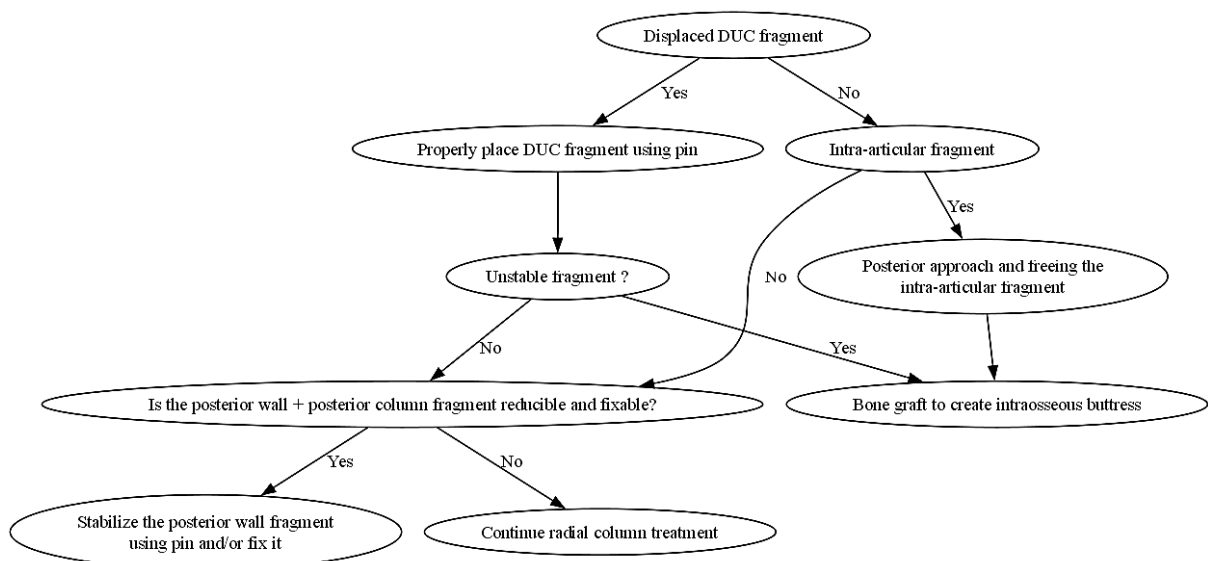 Displaced DUC fragment
Yes
No
Properly place DUC fragment using pin
Intra-articular fragment
Yes
Unstable fragment ?
No
Posterior approach and freeing the
intra-articular fragment
No
Yes
Is the posterior wall + posterior column fragment reducible and fixable?
Bone graft to create intraosseous buttress
Yes
No
Stabilize the posterior wall fragment
using pin and/or fix it
Continue radial column treatment